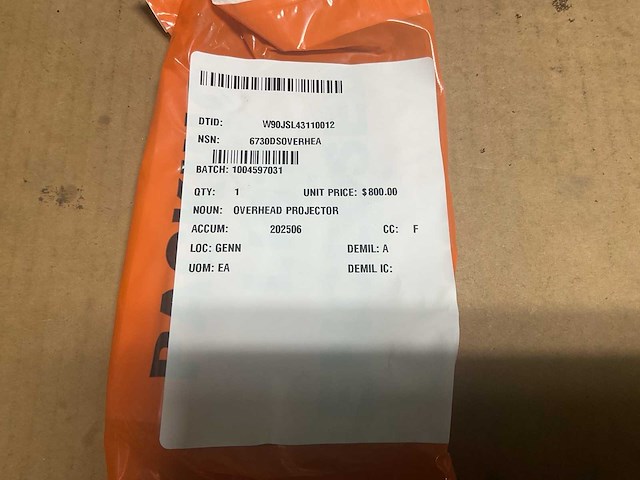 DTID: W90JSL43110012
NSN: 6730DSOVERHEA
BATCH: 1004597031
QTY: 1 UNIT PRICE: $800.00
NOUN: OVERHEAD PROJECTOR
ACCUM: 202506 CC: F
LOC: GENN DEMIL: A
UOM: EA DEMIL IC: